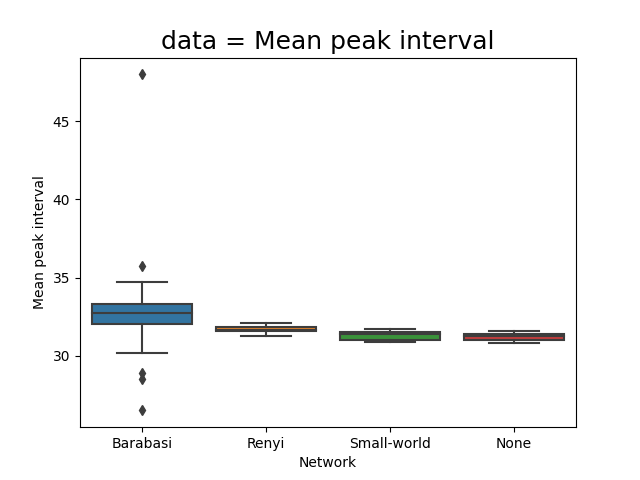 data = Mean peak interval
Mean peak interval
45
40
35
30
Barabasi
Renyi
Small-world
None
Network